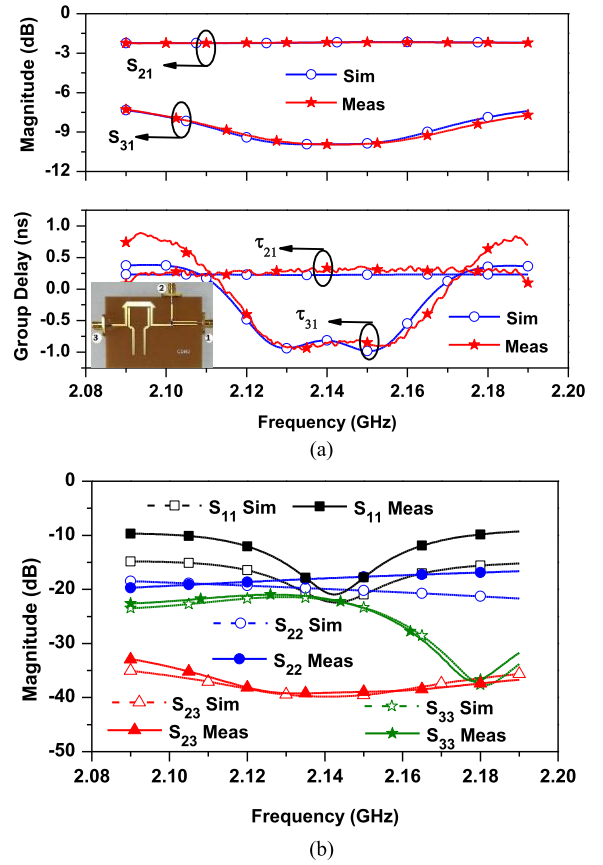 0
-3
-6
-9
-12
Magnitude (dB)
S21
S31
Sim
Meas
1.0
0.5
0.0
-0.5
-1.0
Group Delay (ns)
τ21
τ31
Sim
Meas
2
3
1
2.08
2.10
2.12
2.14
2.16
2.18
2.20
Frequency (GHz)
(a)
0
-10
-20
-30
-40
-50
Magnitude (dB)
S11 Sim
S11 Meas
S22 Sim
S22 Meas
S23 Sim
S23 Meas
S33 Sim
S33 Meas
2.08
2.10
2.12
2.14
2.16
2.18
2.20
Frequency (GHz)
(b)